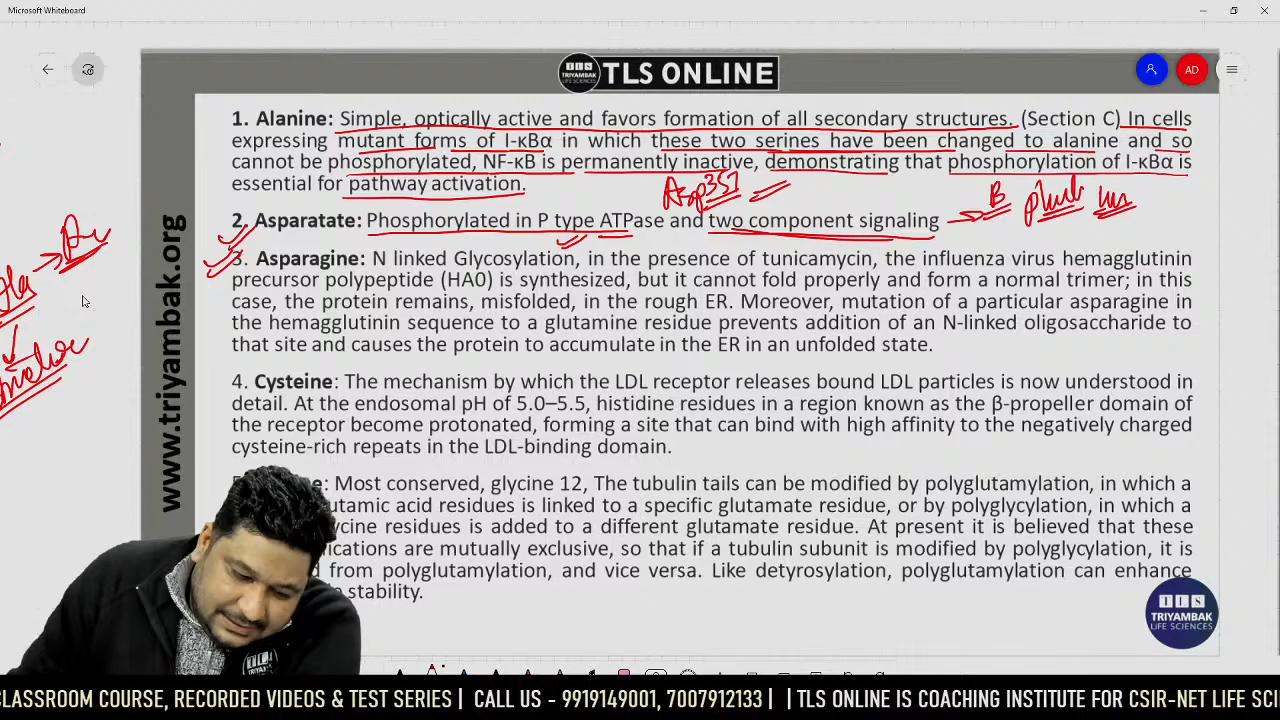 Microsoft Whiteboard
TLS TRIYAMBAK LIFE SCIENCES TLS ONLINE
AD
1. Alanine: Simple, optically active and favors formation of all secondary structures. (Section C) In cells
expressing mutant forms of I-κBα in which these two serines have been changed to alanine and so
cannot be phosphorylated, NF-κB is permanently inactive, demonstrating that phosphorylation of I-κBα is
essential for pathway activation.
Asp351
2. Asparatate: Phosphorylated in P type ATPase and two component signaling
B
3. Asparagine: N linked Glycosylation, in the presence of tunicamycin, the influenza virus hemagglutinin
precursor polypeptide (HA0) is synthesized, but it cannot fold properly and form a normal trimer; in this
case, the protein remains, misfolded, in the rough ER. Moreover, mutation of a particular asparagine in
the hemagglutinin sequence to a glutamine residue prevents addition of an N-linked oligosaccharide to
that site and causes the protein to accumulate in the ER in an unfolded state.
4. Cysteine: The mechanism by which the LDL receptor releases bound LDL particles is now understood in
detail. At the endosomal pH of 5.0–5.5, histidine residues in a region known as the β-propeller domain of
the receptor become protonated, forming a site that can bind with high affinity to the negatively charged
cysteine-rich repeats in the LDL-binding domain.
: Most conserved, glycine 12, The tubulin tails can be modified by polyglutamylation, in which a
utamic acid residues is linked to a specific glutamate residue, or by polyglycylation, in which a
ycine residues is added to a different glutamate residue. At present it is believed that these
ications are mutually exclusive, so that if a tubulin subunit is modified by polyglycylation, it is
from polyglutamylation, and vice versa. Like detyrosylation, polyglutamylation can enhance
stability.
www.triyambak.org
TLS
TRIYAMBAK
LIFE SCIENCES
CLASSROOM COURSE, RECORDED VIDEOS & TEST SERIES | CALL US - 9919149001, 7007912133 | | TLS ONLINE IS COACHING INSTITUTE FOR CSIR-NET LIFE SCI